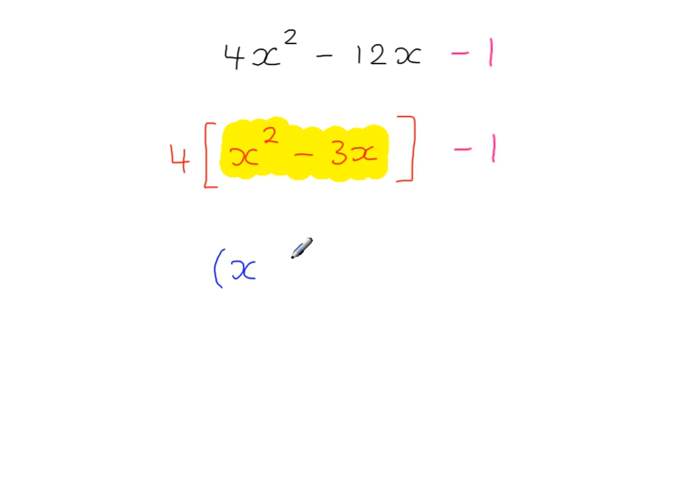 4x² - 12x - 1
4[x² - 3x] - 1
(x